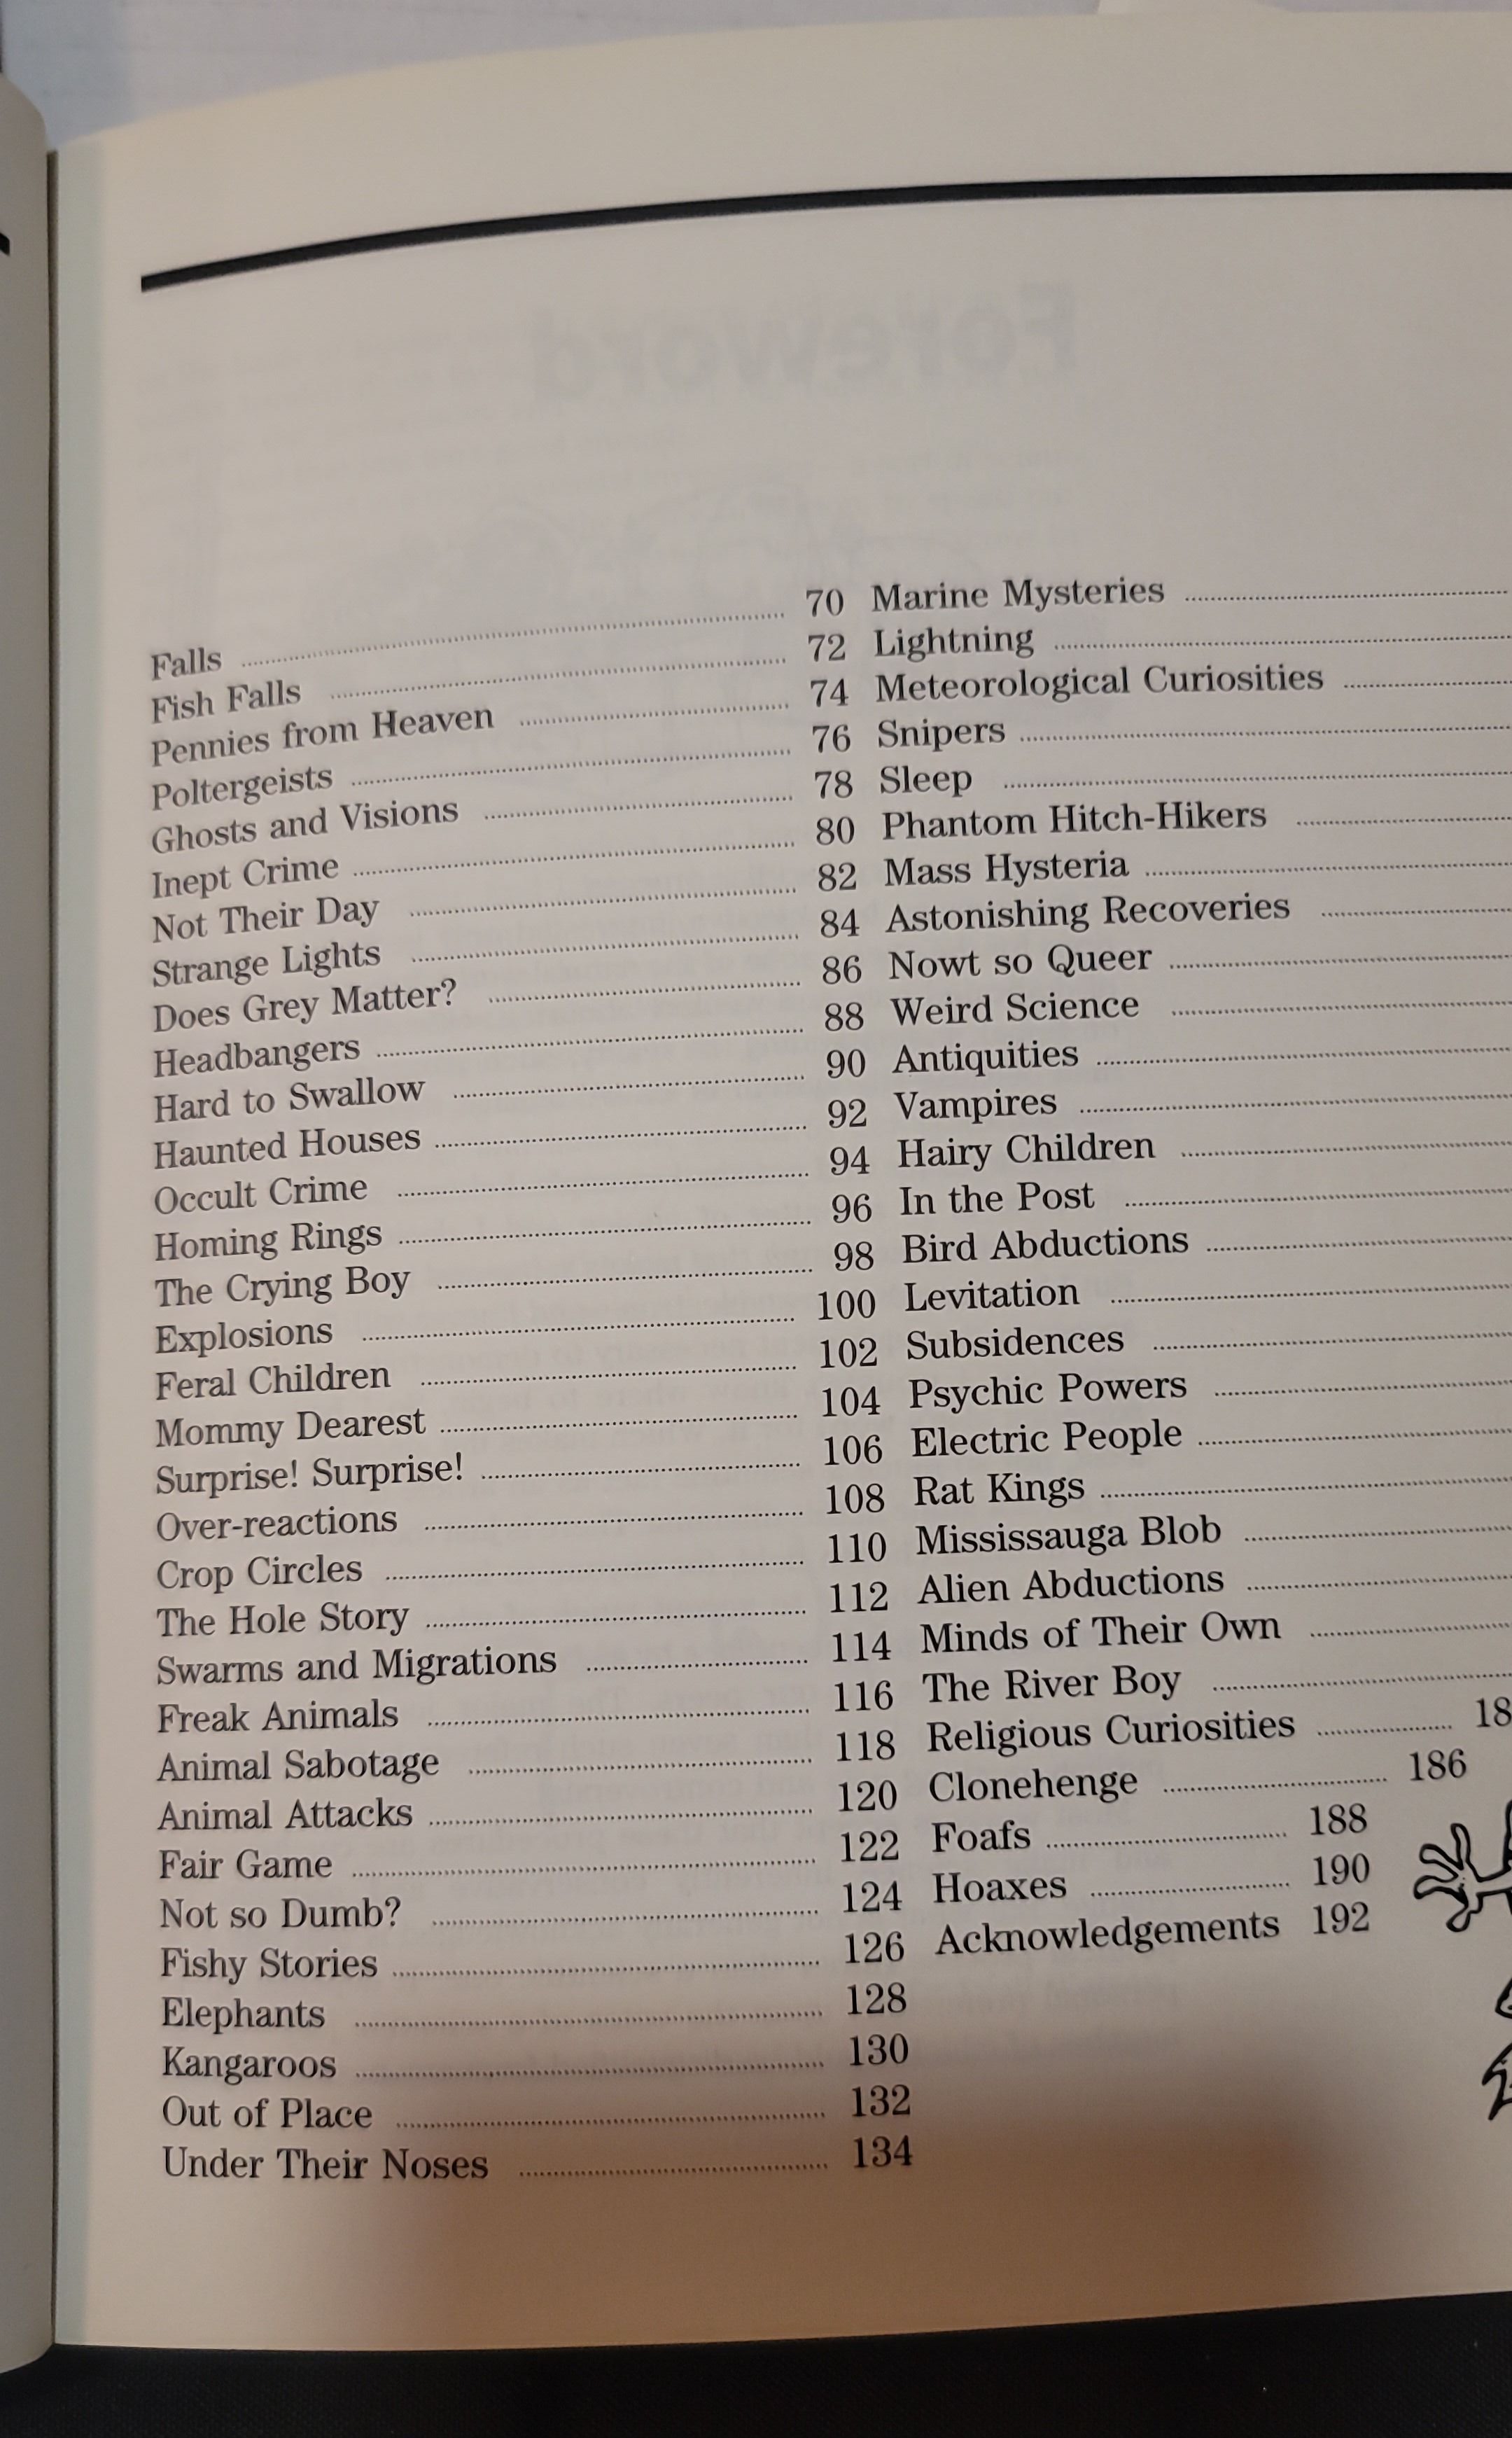 Falls 70
Fish Falls 72
Pennies from Heaven 74
Poltergeists 76
Ghosts and Visions 78
Inept Crime 80
Not Their Day 82
Strange Lights 84
Does Grey Matter? 86
Headbangers 88
Hard to Swallow 90
Haunted Houses 92
Occult Crime 94
Homing Rings 96
The Crying Boy 98
Explosions 100
Feral Children 102
Mommy Dearest 104
Surprise! Surprise! 106
Over-reactions 108
Crop Circles 110
The Hole Story 112
Swarms and Migrations 114
Freak Animals 116
Animal Sabotage 118
Animal Attacks 120
Fair Game 122
Not so Dumb? 124
Fishy Stories 126
Elephants 128
Kangaroos 130
Out of Place 132
Under Their Noses 134
Marine Mysteries
Lightning
Meteorological Curiosities
Snipers
Sleep
Phantom Hitch-Hikers
Mass Hysteria
Astonishing Recoveries
Nowt so Queer
Weird Science
Antiquities
Vampires
Hairy Children
In the Post
Bird Abductions
Levitation
Subsidences
Psychic Powers
Electric People
Rat Kings
Mississauga Blob
Alien Abductions
Minds of Their Own
The River Boy
Religious Curiosities
Clonehenge 186
Foafs 188
Hoaxes 190
Acknowledgements 192